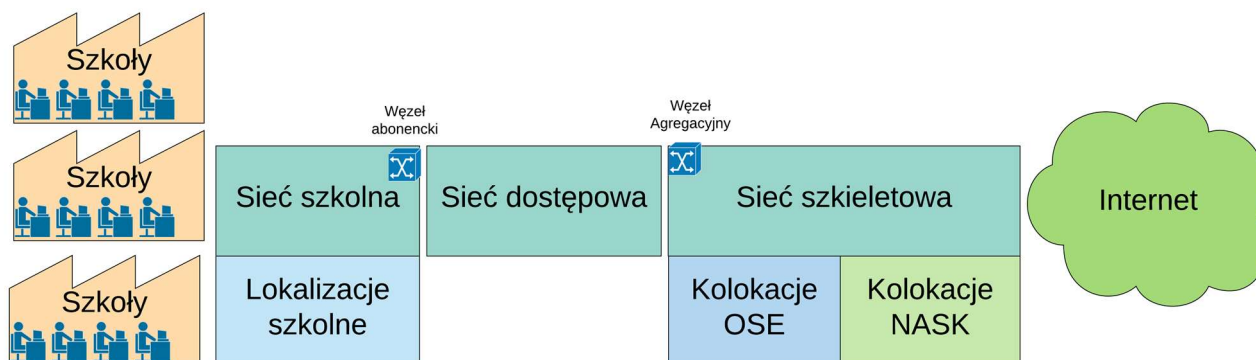 Szkoły
Szkoły
Szkoły
Węzeł
abonencki
Węzeł
Agregacyjny
Sieć szkolna
Sieć dostępowa
Sieć szkieletowa
Internet
Lokalizacje
szkolne
Kolokacje
OSE
Kolokacje
NASK